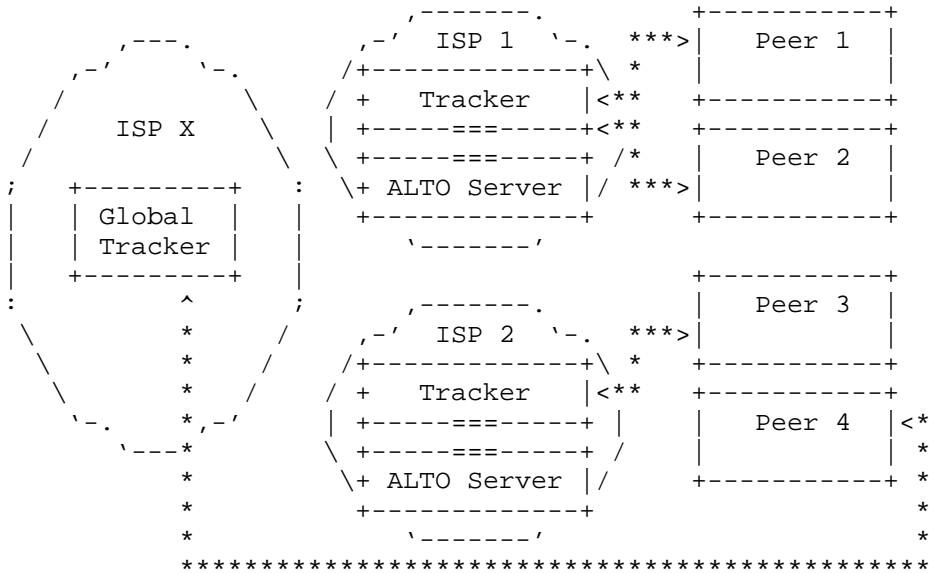 ISP 1
Peer 1
Tracker
ISP X
Peer 2
ALTO Server
Global
Tracker
Peer 3
ISP 2
Tracker
Peer 4
ALTO Server